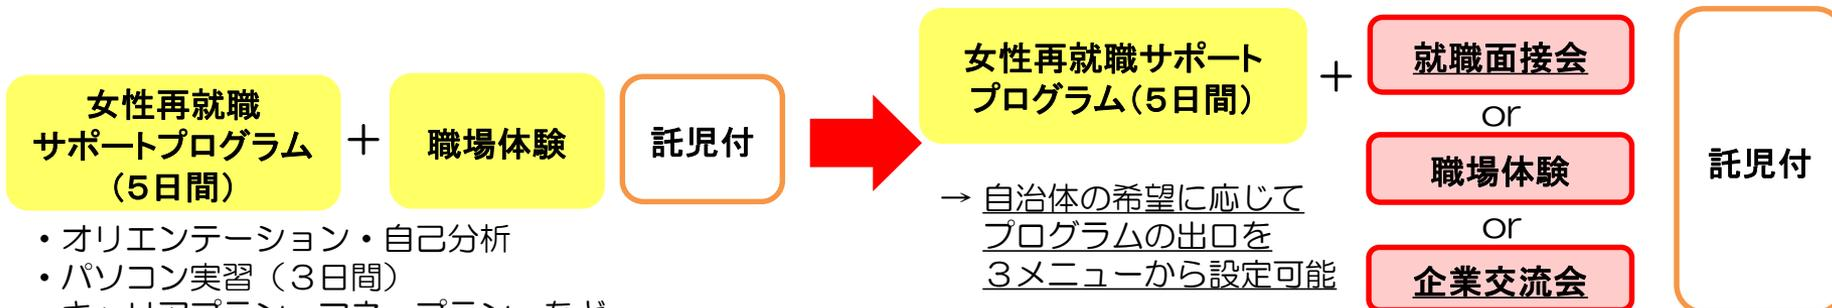 女性再就職
サポートプログラム
（５日間）
＋
職場体験
託児付
・オリエンテーション・自己分析
・パソコン実習（３日間）
女性再就職サポート
プログラム（５日間）
＋
就職面接会
or
職場体験
or
企業交流会
託児付
→ 自治体の希望に応じて
プログラムの出口を
３メニューから設定可能